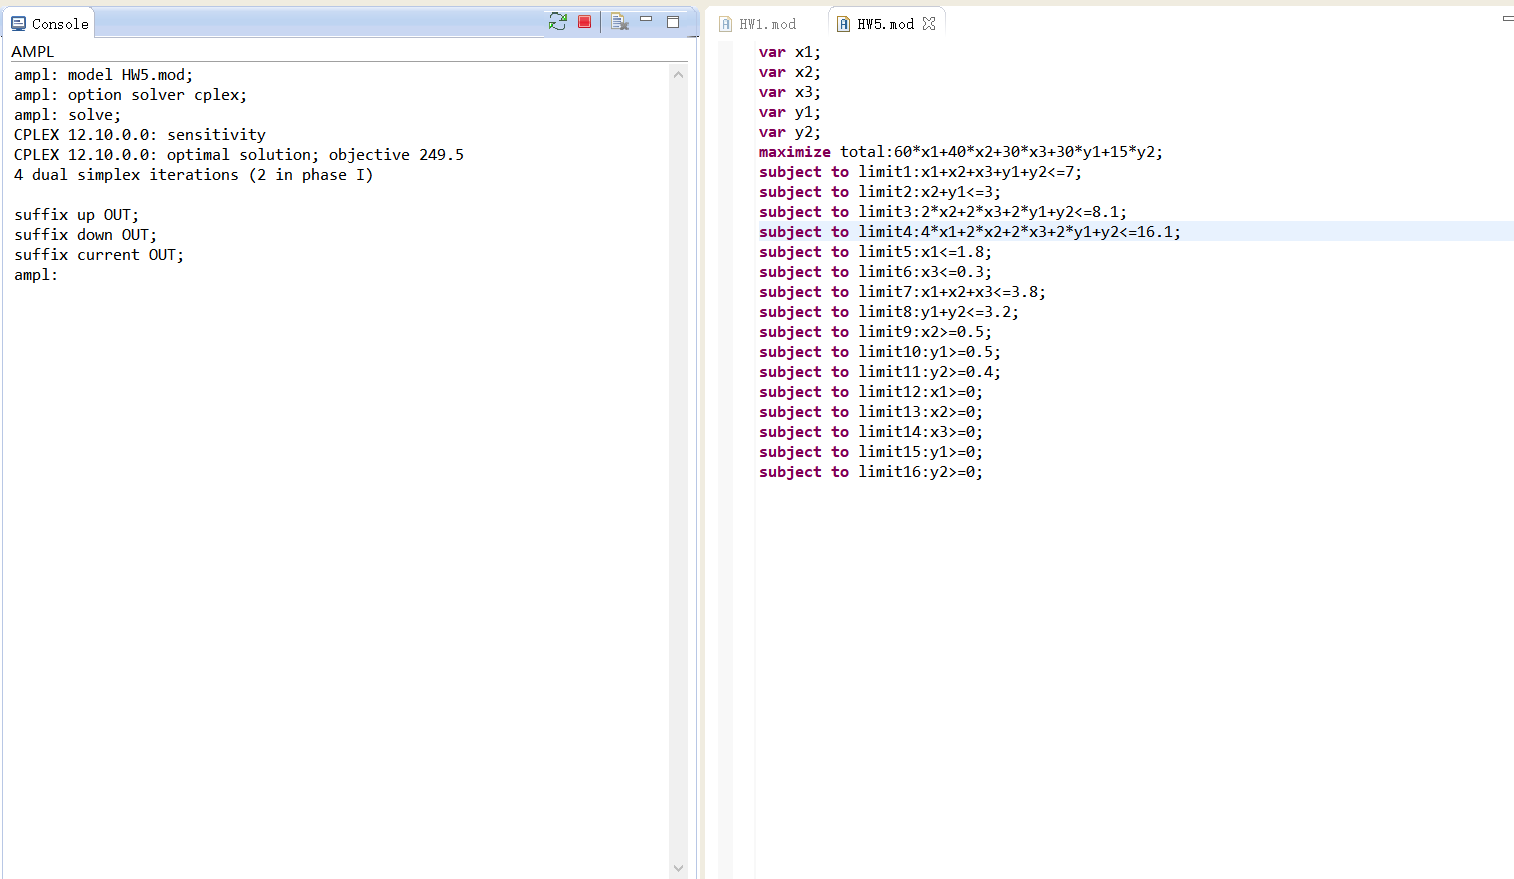 Console
AMPL
ampl: model HW5.mod;
ampl: option solver cplex;
ampl: solve;
CPLEX 12.10.0.0: sensitivity
CPLEX 12.10.0.0: optimal solution; objective 249.5
4 dual simplex iterations (2 in phase I)
suffix up OUT;
suffix down OUT;
suffix current OUT;
ampl:
HW1.mod
HW5.mod
var x1;
var x2;
var x3;
var y1;
var y2;
maximize total:60*x1+40*x2+30*x3+30*y1+15*y2;
subject to limit1:x1+x2+x3+y1+y2<=7;
subject to limit2:x2+y1<=3;
subject to limit3:2*x2+2*x3+2*y1+y2<=8.1;
subject to limit4:4*x1+2*x2+2*x3+2*y1+y2<=16.1;
subject to limit5:x1<=1.8;
subject to limit6:x3<=0.3;
subject to limit7:x1+x2+x3<=3.8;
subject to limit8:y1+y2<=3.2;
subject to limit9:x2>=0.5;
subject to limit10:y1>=0.5;
subject to limit11:y2>=0.4;
subject to limit12:x1>=0;
subject to limit13:x2>=0;
subject to limit14:x3>=0;
subject to limit15:y1>=0;
subject to limit16:y2>=0;